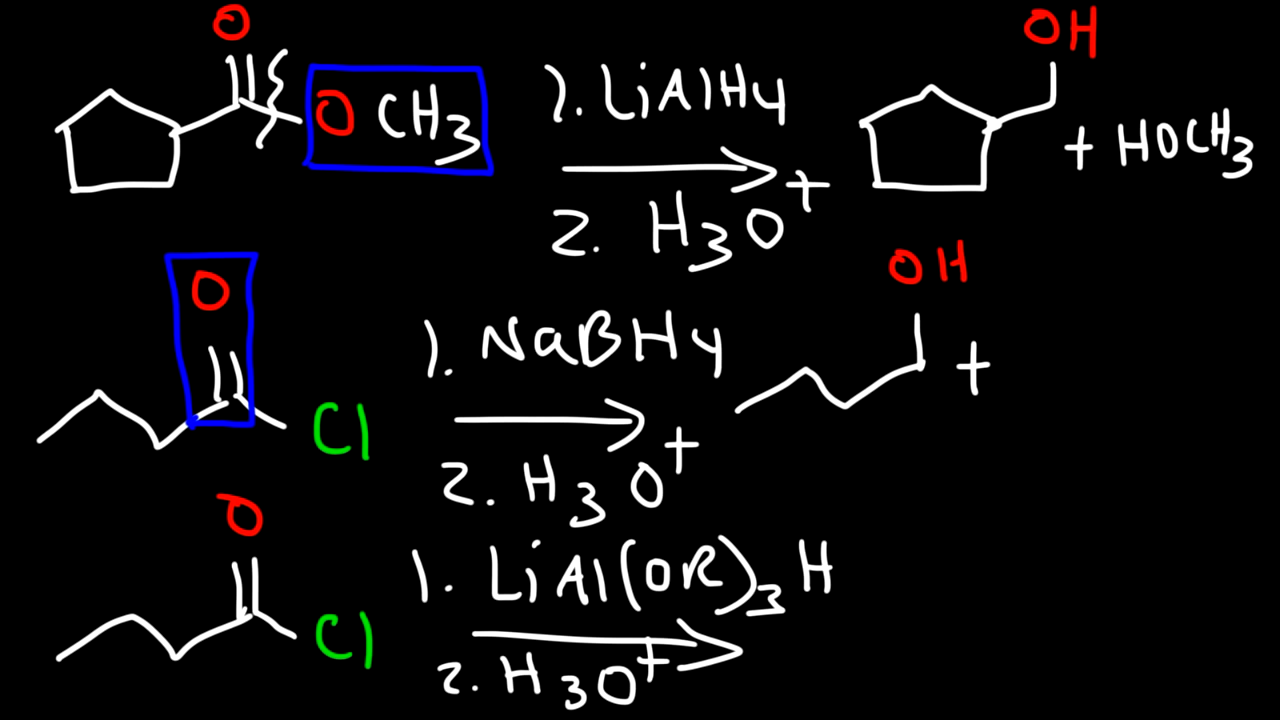 O
OCH3
1. LiAlH4
2. H3O+
OH
+ HOCH3
O
Cl
1. NaBH4
2. H3O+
OH
+
O
Cl
1. LiAl(OR)3H
2. H3O+